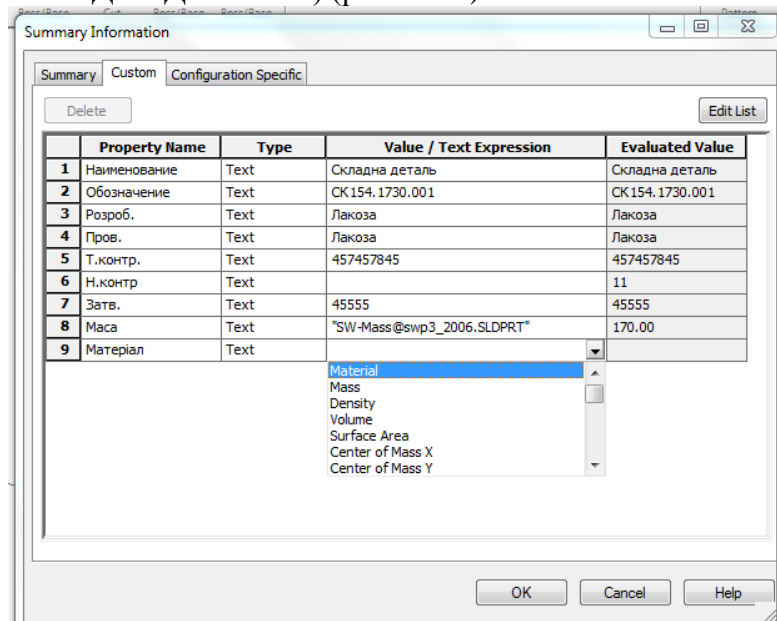 Summary Information
Summary Custom Configuration Specific
Delete Edit List
Property Name Type Value / Text Expression Evaluated Value
1 Наименование Text Складна деталь Складна деталь
2 Обозначение Text СК154.1730.001 СК154.1730.001
3 Розроб. Text Лакоза Лакоза
4 Пров. Text Лакоза Лакоза
5 Т.контр. Text 457457845 457457845
6 Н.контр Text 11
7 Затв. Text 45555 45555
8 Маса Text "SW-Mass@swp3_2006.SLDPRT" 170.00
9 Матеріал Text
Material
Mass
Density
Volume
Surface Area
Center of Mass X
Center of Mass Y
OK Cancel Help